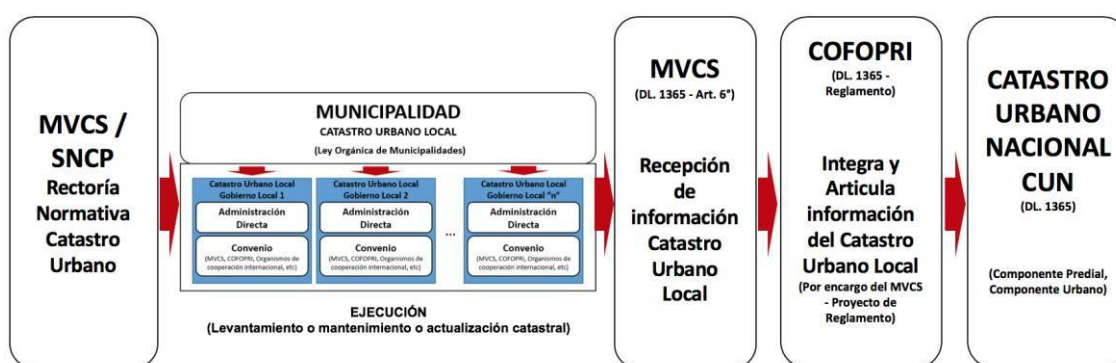 MVCS /
SNCP
Rectoría
Normativa
Catastro
Urbano
MUNICIPALIDAD
CATASTRO URBANO LOCAL
(Ley Orgánica de Municipalidades)
Catastro Urbano Local
Gobierno Local 1
Administración
Directa
Convenio
(MVCS, COFOPRI, Organismos de
cooperación internacional, etc)
Catastro Urbano Local
Gobierno Local 2
Administración
Directa
Convenio
(MVCS, COFOPRI, Organismos de
cooperación internacional, etc)
...
Catastro Urbano Local
Gobierno Local "n"
Administración
Directa
Convenio
(MVCS, COFOPRI, Organismos de
cooperación internacional, etc)
EJECUCIÓN
(Levantamiento o mantenimiento o actualización catastral)
MVCS
(DL. 1365 - Art. 6°)
Recepción
de
información
Catastro
Urbano
Local
COFOPRI
(DL. 1365 -
Reglamento)
Integra y
Articula
información
del Catastro
Urbano Local
(Por encargo del MVCS
- Proyecto de
Reglamento)
CATASTRO
URBANO
NACIONAL
CUN
(DL. 1365)
(Componente Predial,
Componente Urbano)